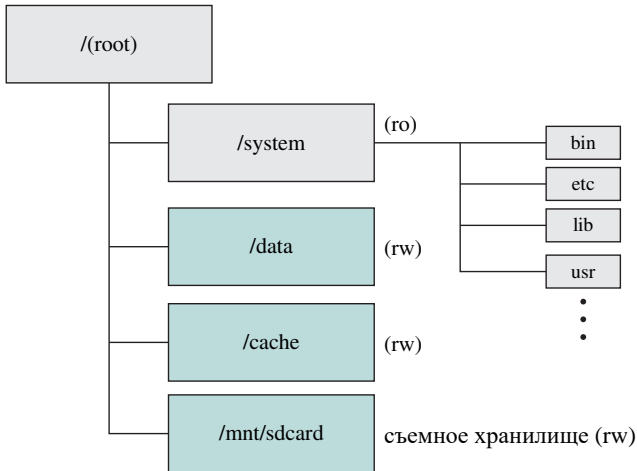 /(root)
/system
(ro)
bin
etc
lib
usr
/data
(rw)
/cache
(rw)
/mnt/sdcard
съемное хранилище (rw)